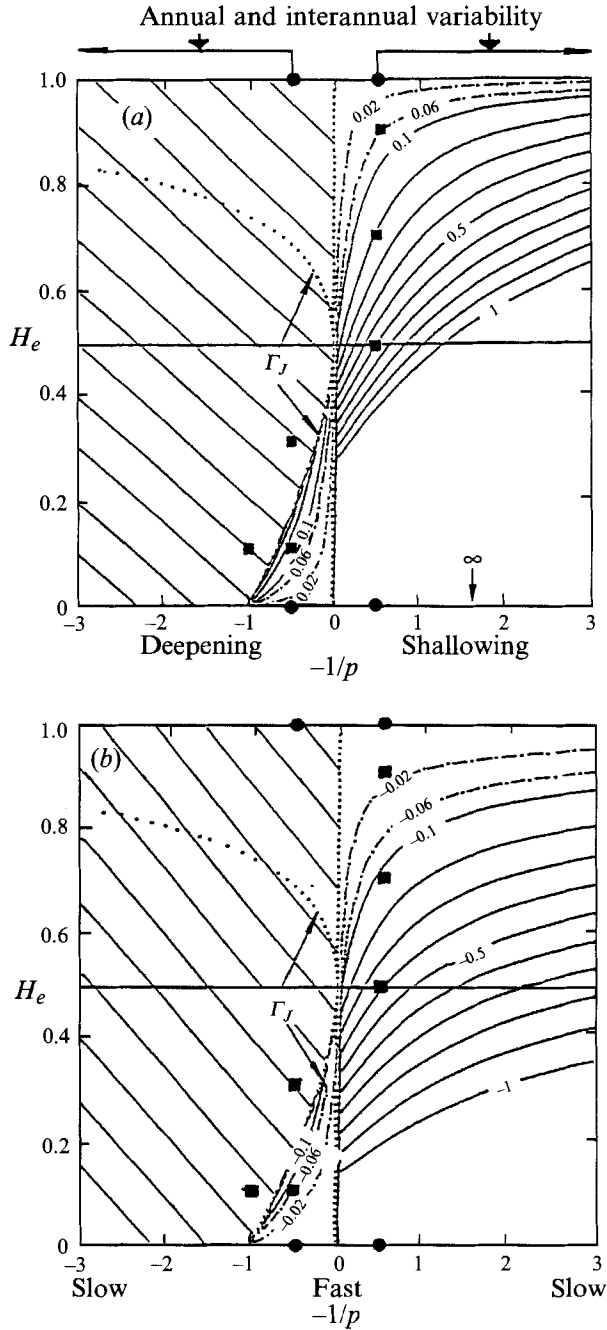 Annual and interannual variability
1.0
(a)
0.02
0.06
0.1
0.8
0.5
0.6
1
H_e
Γ_J
0.4
0.2
0.1
0.06
0.02
∞
0
−3 −2 −1 0 1 2 3
Deepening Shallowing
−1/p
1.0
(b)
−0.02
−0.06
−0.1
0.8
0.6
−0.5
H_e
Γ_J
0.4
−1
0.2
−0.1
−0.06
−0.02
0
−3 −2 −1 0 1 2 3
Slow Fast Slow
−1/p